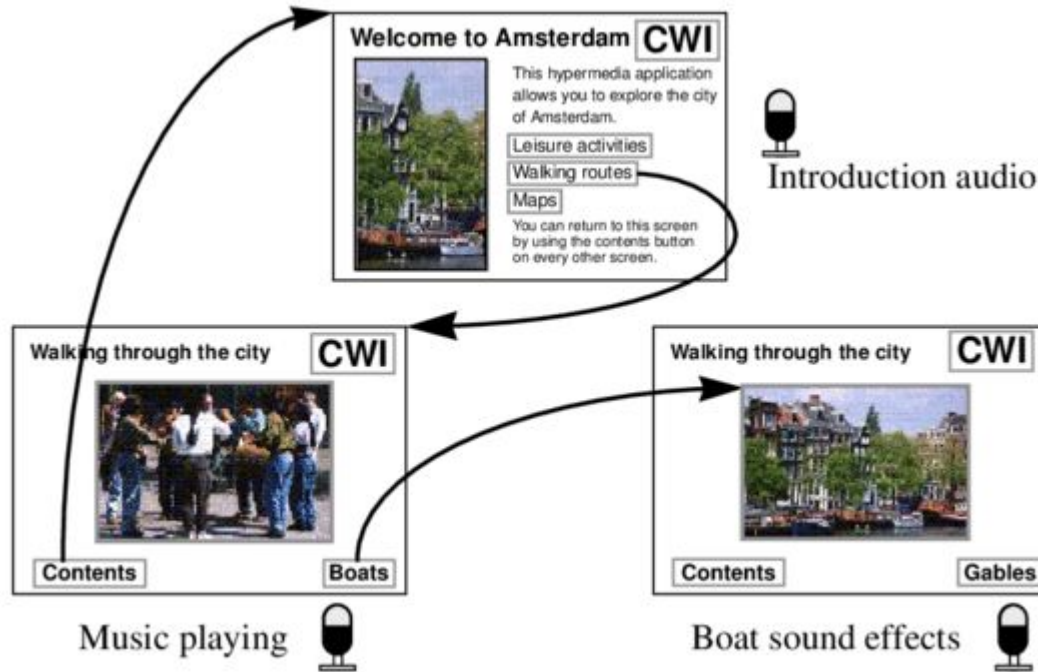 Welcome to Amsterdam CWI
This hypermedia application
allows you to explore the city
of Amsterdam.
Leisure activities
Walking routes
Maps
You can return to this screen
by using the contents button
on every other screen.
Introduction audio
Walking through the city CWI
Contents Boats
Music playing
Walking through the city CWI
Contents Gables
Boat sound effects